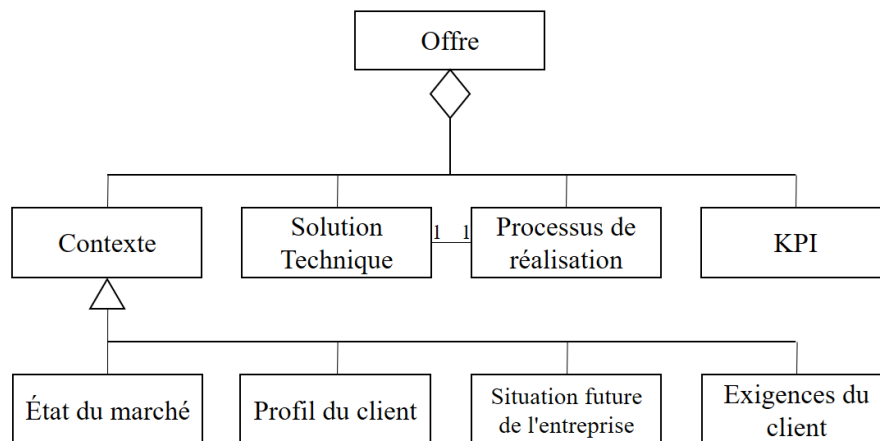 Offre
Contexte
Solution
Technique
1 1
Processus de
réalisation
KPI
État du marché
Profil du client
Situation future
de l'entreprise
Exigences du
client